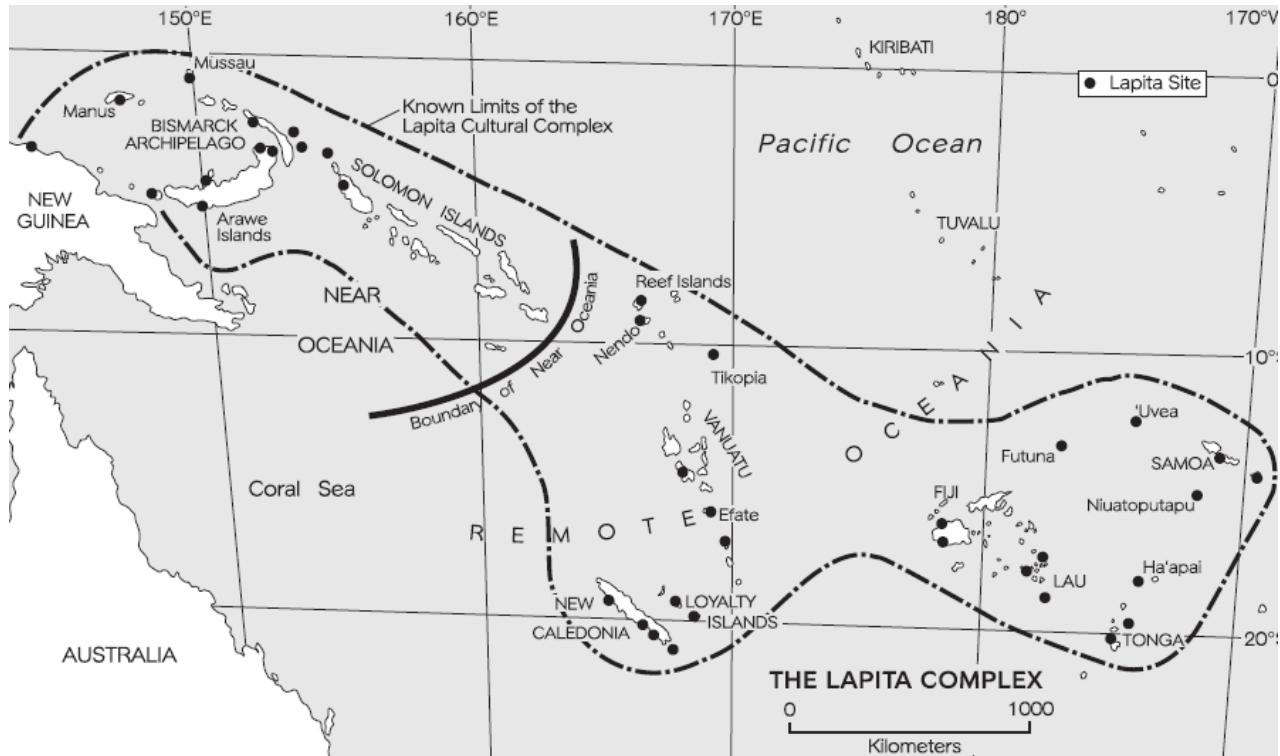 150°E
160°E
170°E
180°
170°W
KIRIBATI
Mussau
Lapita Site
0°
Manus
Known Limits of the
Lapita Cultural Complex
BISMARCK
ARCHIPELAGO
Pacific Ocean
SOLOMON ISLANDS
NEW
GUINEA
Arawe
Islands
TUVALU
NEAR
OCEANIA
Reef Islands
Nendo
Boundary of Near Oceania
Tikopia
10°S
REMOTE OCEANIA
VANUATU
'Uvea
Futuna
SAMOA
Niuatoputapu
Coral Sea
FIJI
Efate
Ha'apai
LAU
NEW
CALEDONIA
LOYALTY
ISLANDS
TONGA
20°S
AUSTRALIA
THE LAPITA COMPLEX
0
1000
Kilometers